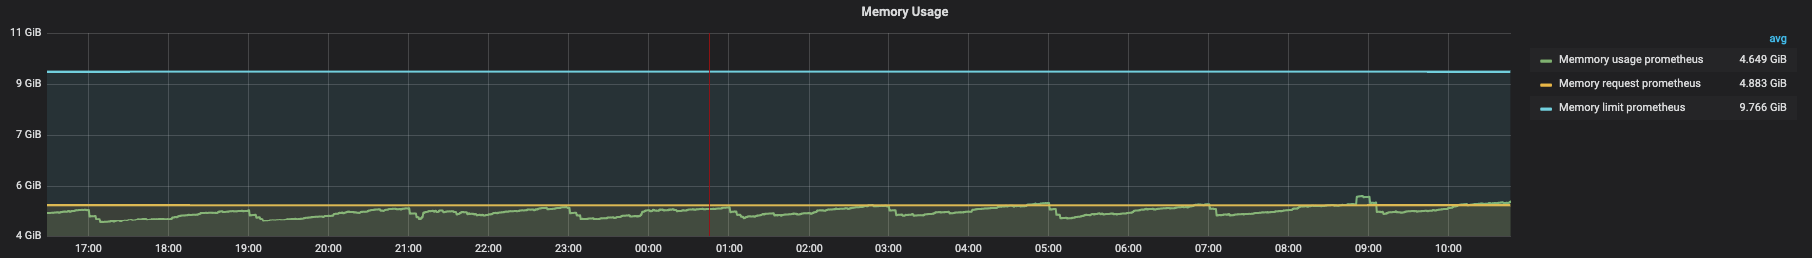 Memory Usage
11 GiB
9 GiB
7 GiB
6 GiB
4 GiB
17:00 18:00 19:00 20:00 21:00 22:00 23:00 00:00 01:00 02:00 03:00 04:00 05:00 06:00 07:00 08:00 09:00 10:00
avg
Memmory usage prometheus 4.649 GiB
Memory request prometheus 4.883 GiB
Memory limit prometheus 9.766 GiB